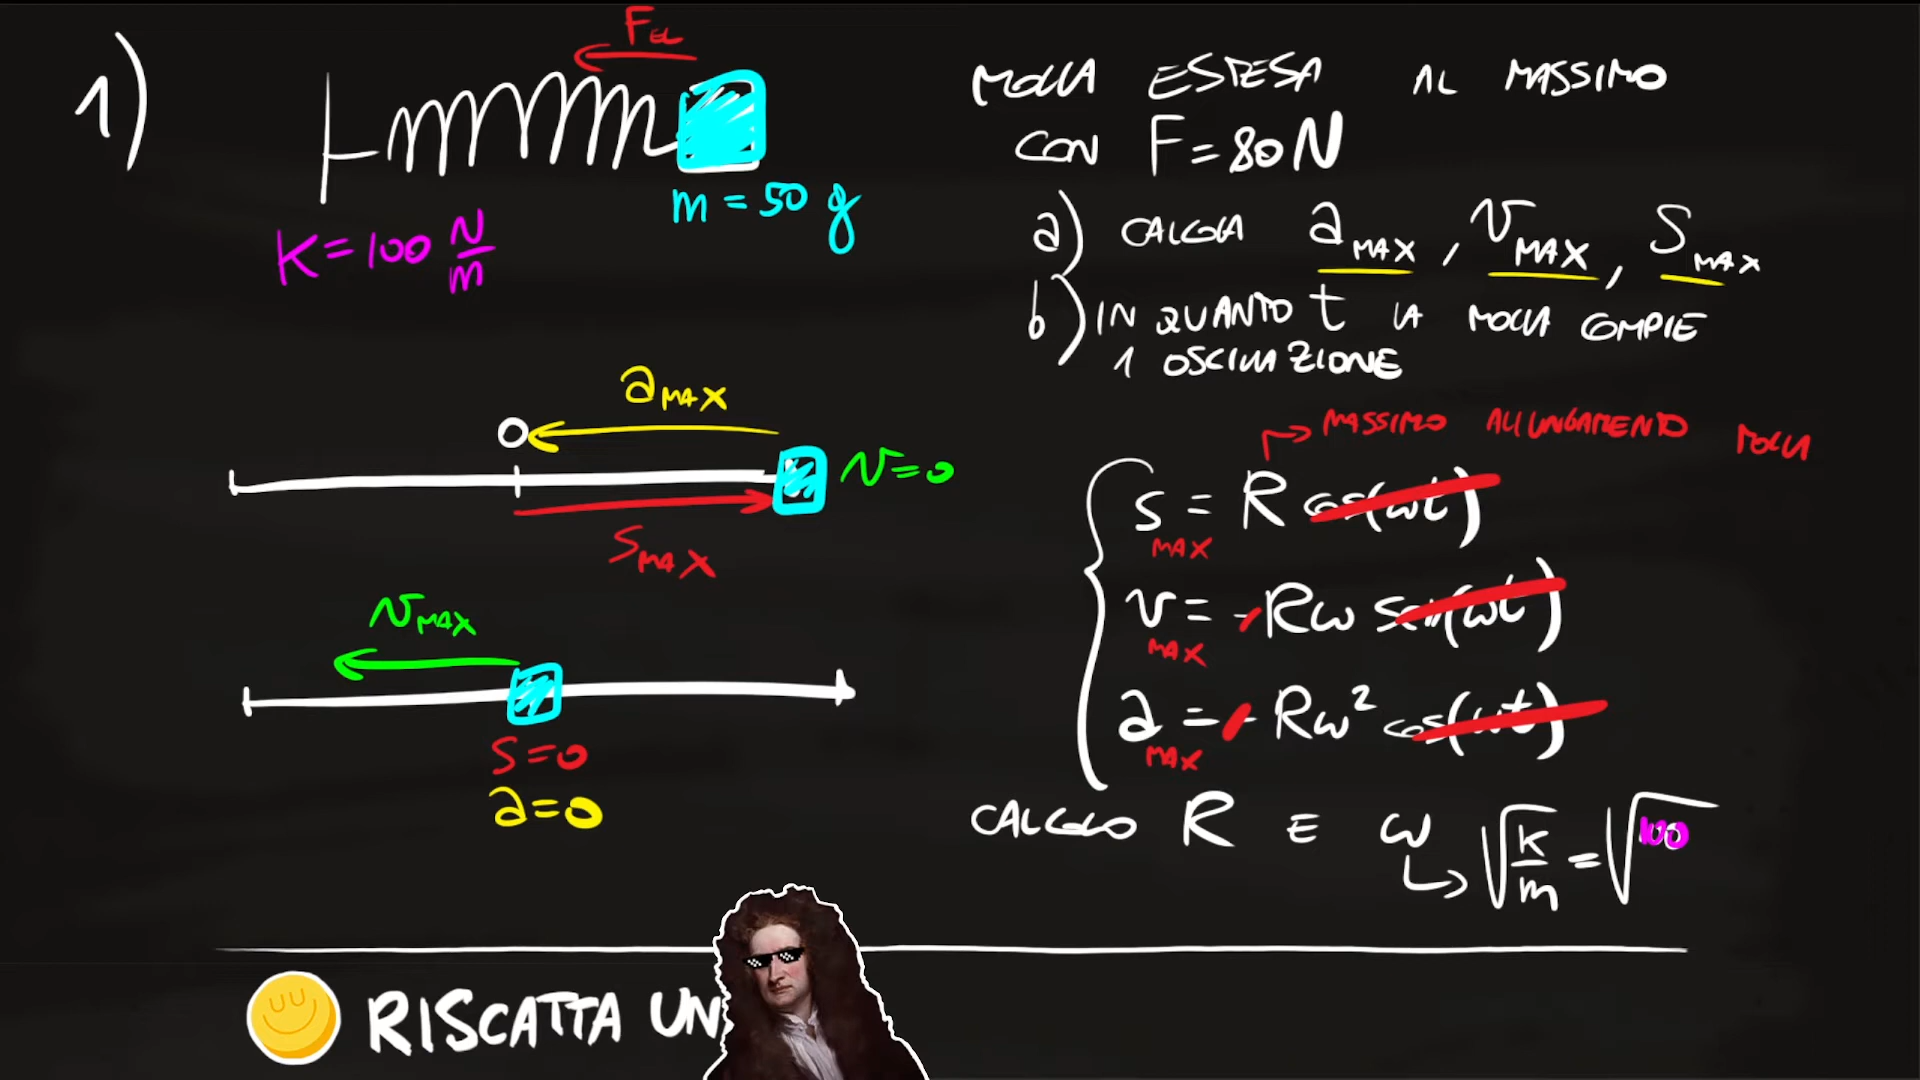 1)
F EL
m = 50 g
K = 100 N/m
MOLLA ESTESA AL MASSIMO
CON F = 80 N
a) CALCOLA a MAX, v MAX, S MAX
b) IN QUANTO t LA MOLLA COMPIE
1 OSCILLAZIONE
a MAX
O
v = 0
S MAX
v MAX
S = 0
a = 0
MASSIMO ALLUNGAMENTO MOLLA
S MAX = R cos(ωt)
v MAX = - Rω sen(ωt)
a MAX = - Rω² cos(ωt)
CALCOLO R E ω
√K/m = √100
RISCATTA UN